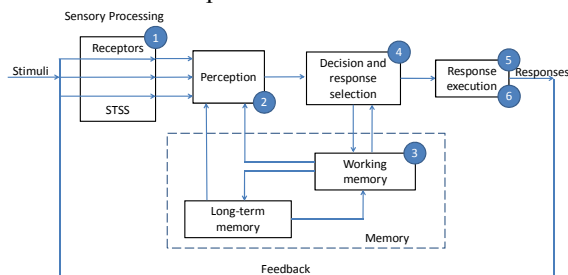 Sensory Processing
Receptors
1
Stimuli
STSS
Perception
2
Decision and
response
selection
4
Response
execution
5
6
Responses
Working
memory
3
Long-term
memory
Memory
Feedback